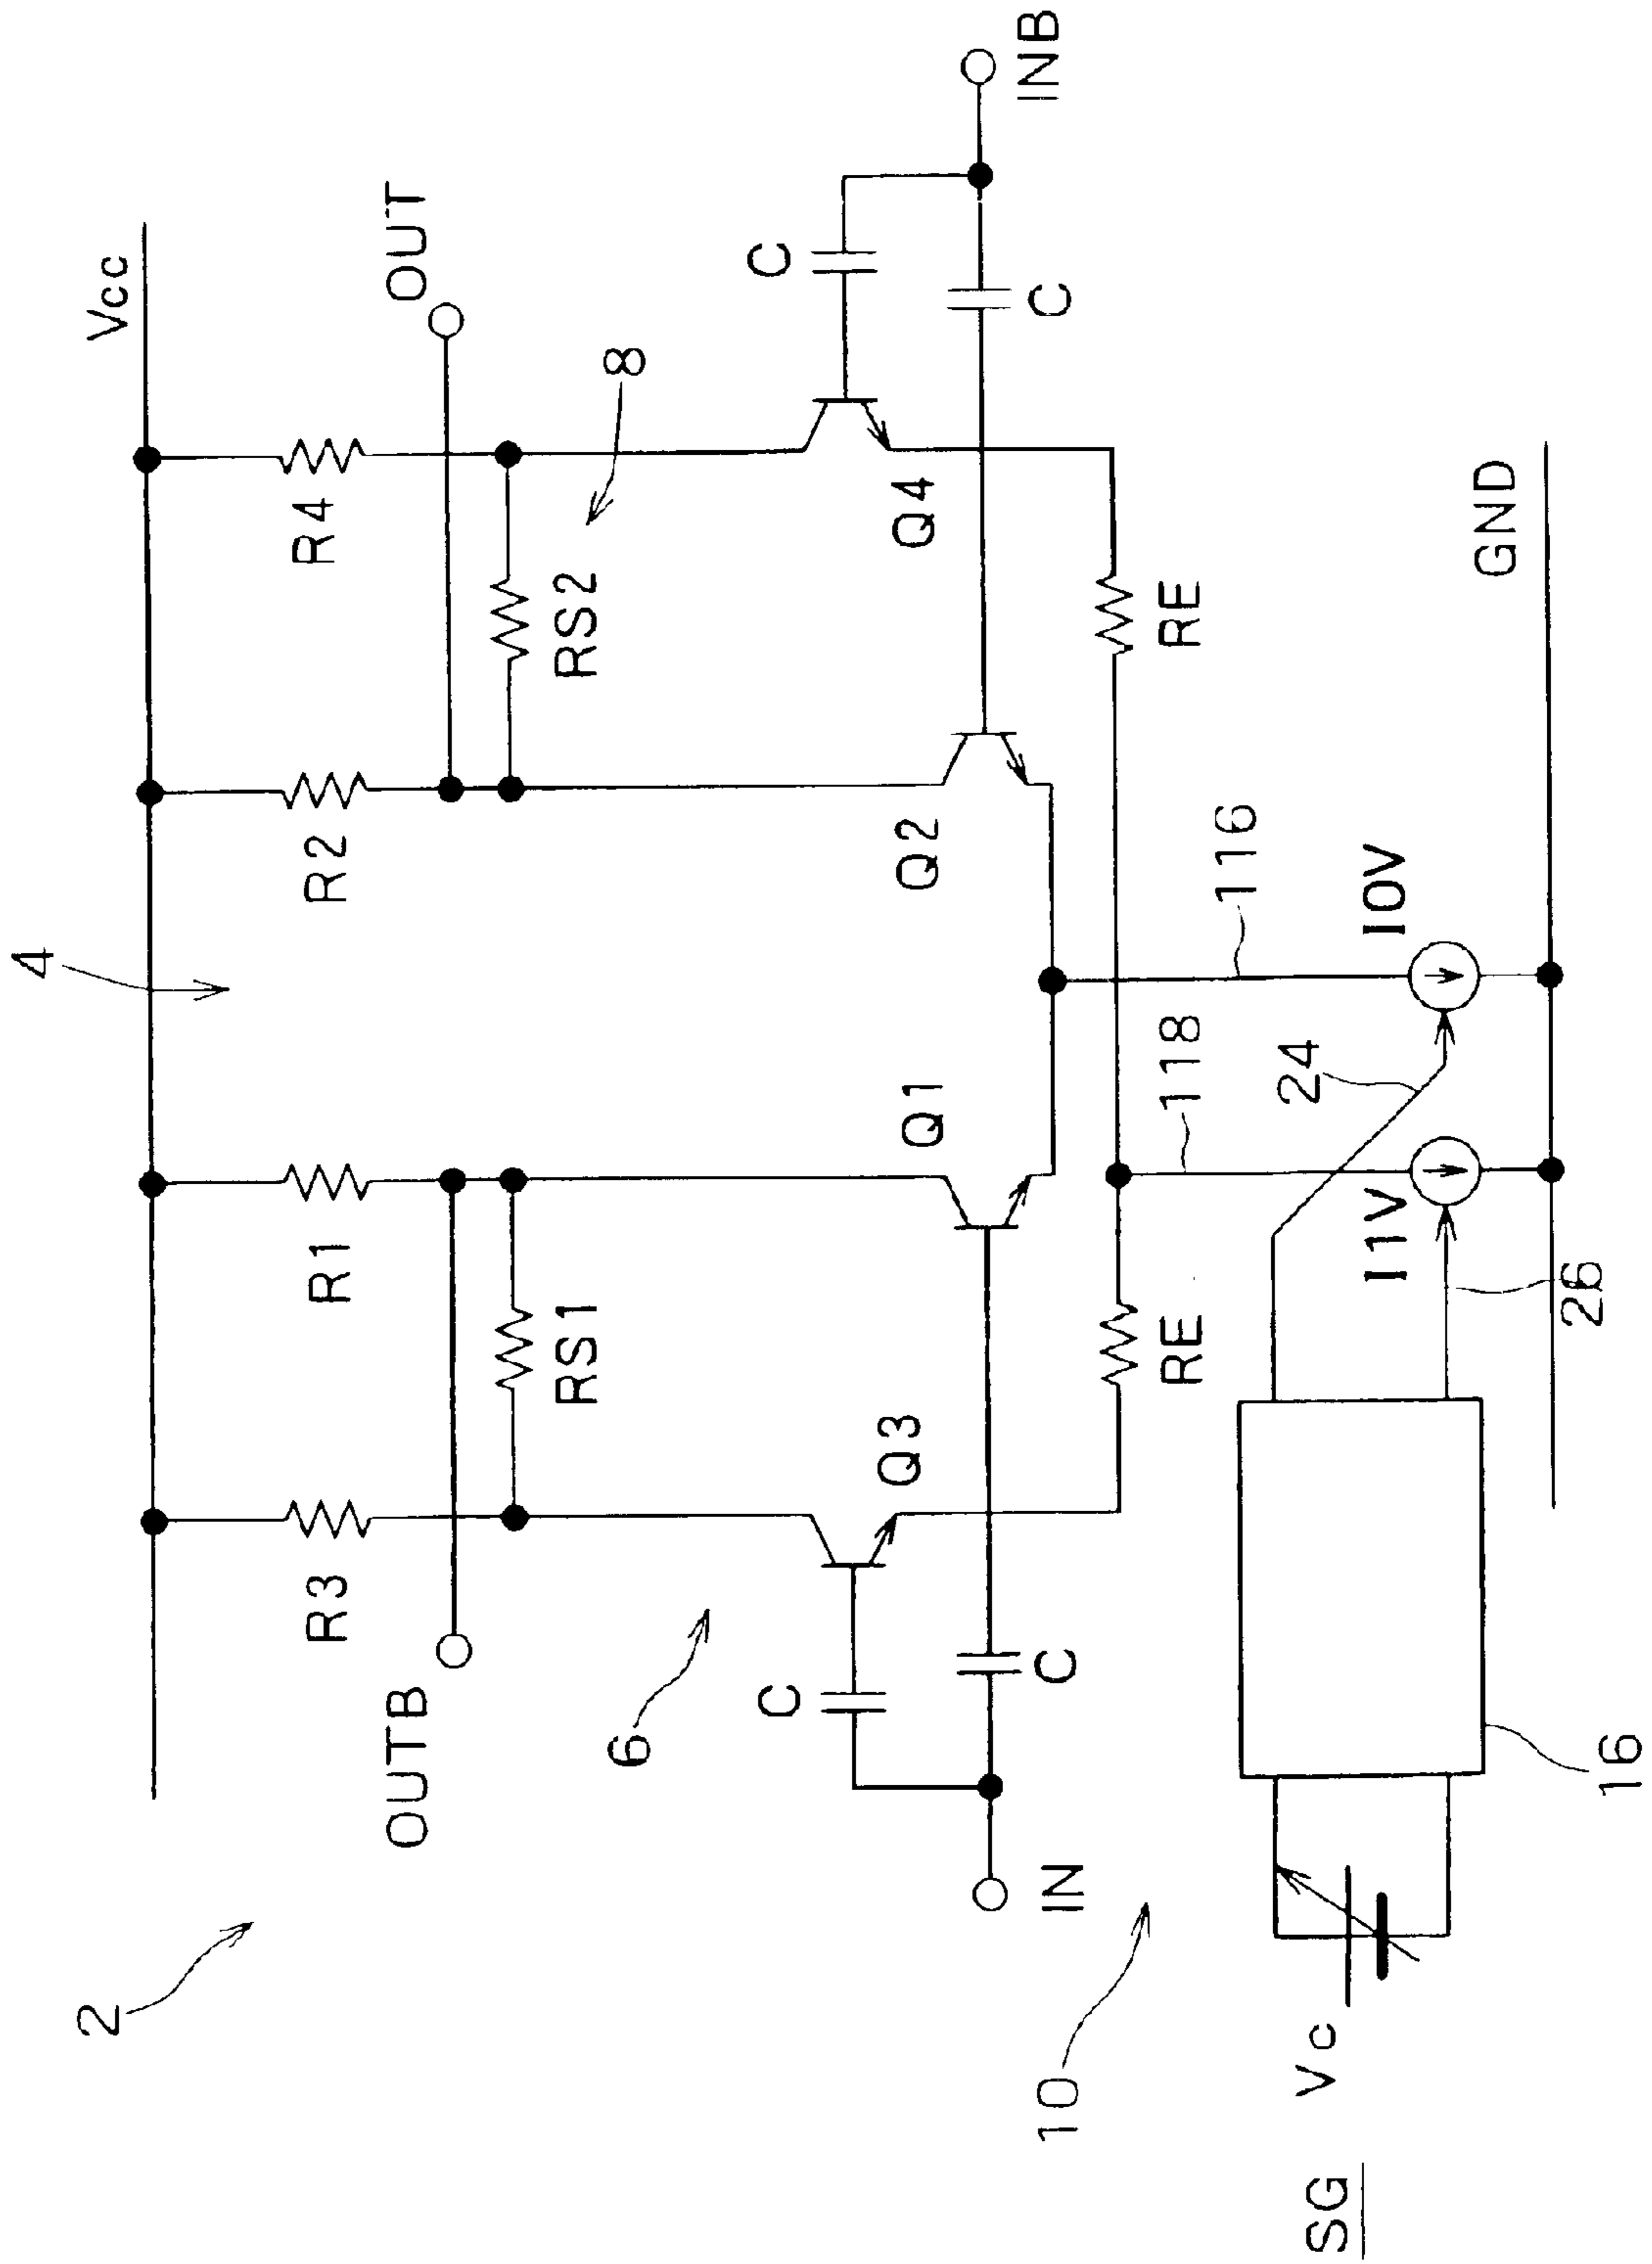 2
4
Vcc
R3
R1
R2
R4
OUTB
OUT
RS1
RS2
6
8
Q3
Q1
Q2
Q4
C
C
C
C
IN
INB
RE
RE
10
118
116
24
I1V
I0V
GND
26
16
Vc
SG